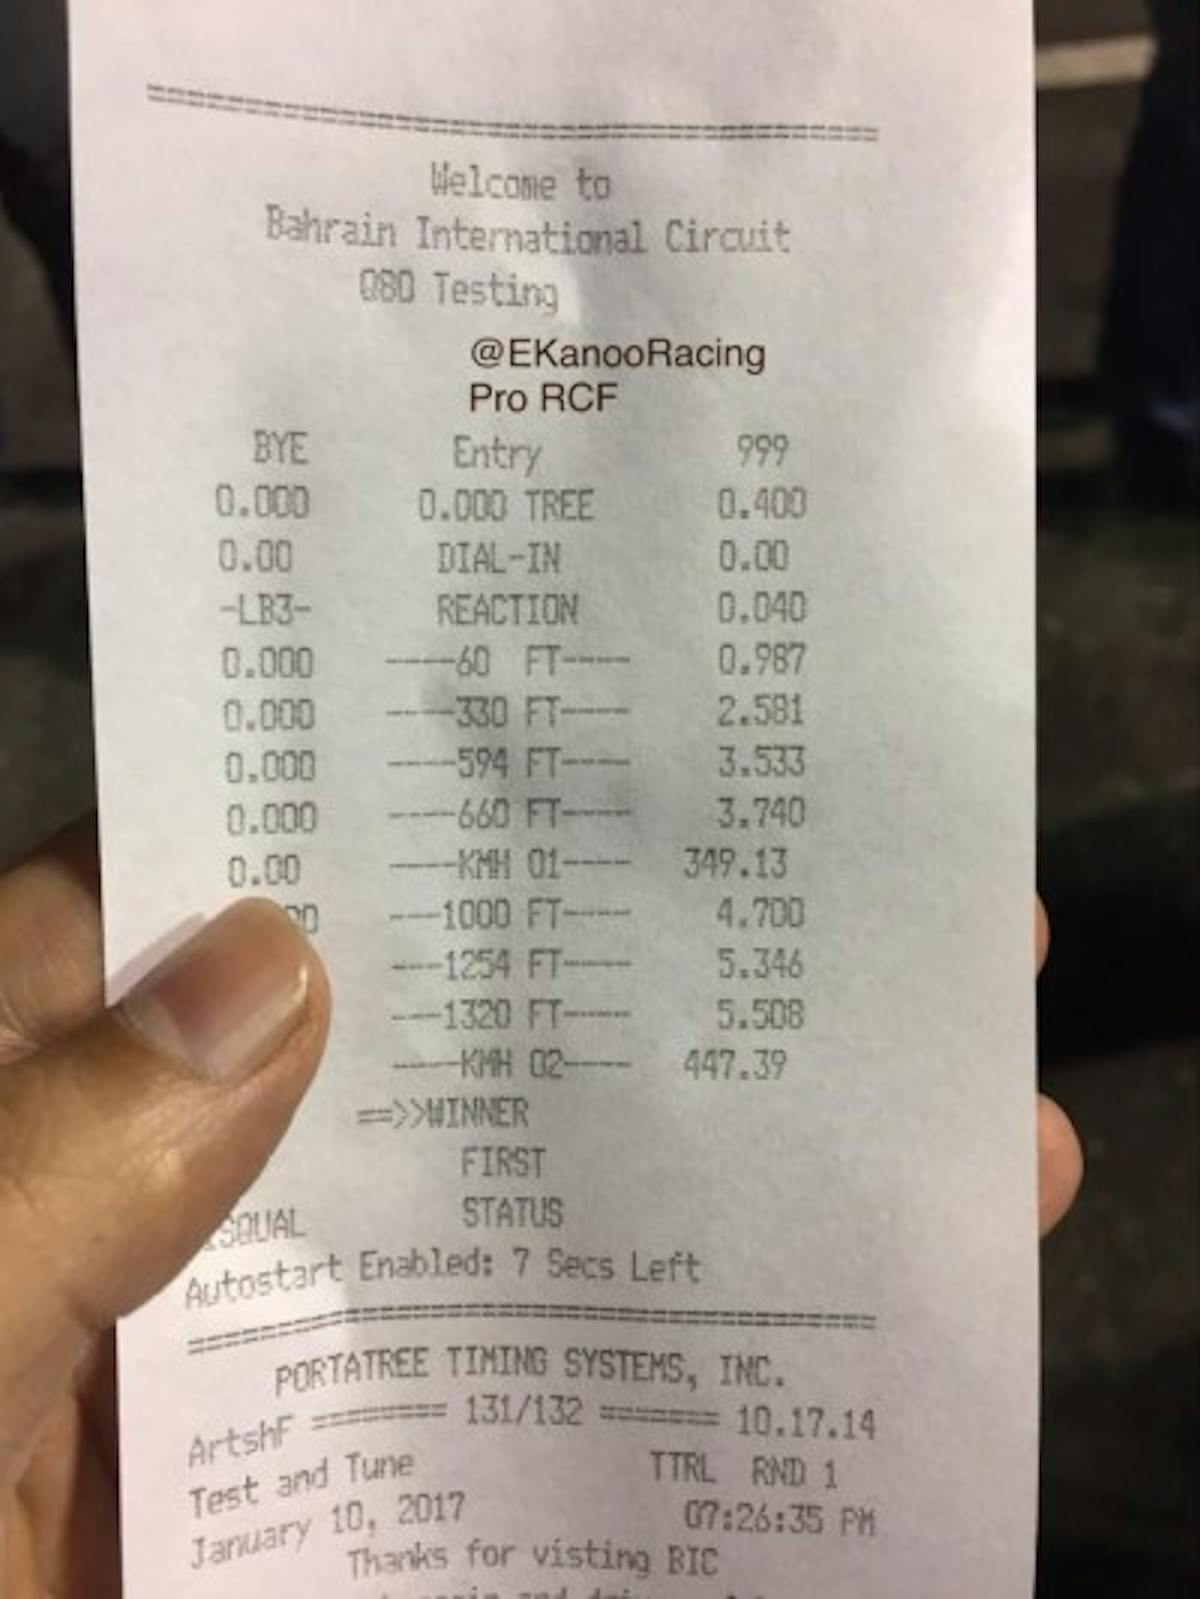 Welcome to
Bahrain International Circuit
Q80 Testing
@EKanooRacing
Pro RCF
BYE Entry 999
0.000 0.000 TREE 0.400
0.00 DIAL-IN 0.00
-LB3- REACTION 0.040
0.000 ----60 FT---- 0.987
0.000 ----330 FT---- 2.581
0.000 ----594 FT---- 3.533
0.000 ----660 FT---- 3.740
0.00 ----KMH 01---- 349.13
---1000 FT---- 4.700
---1254 FT---- 5.346
---1320 FT---- 5.508
----KMH 02---- 447.39
==>>WINNER
FIRST
SQUAL STATUS
Autostart Enabled: 7 Secs Left
PORTATREE TIMING SYSTEMS, INC.
ArtshF ======== 131/132 ======= 10.17.14
Test and Tune TTRL RND 1
January 10, 2017 07:26:35 PM
Thanks for visting BIC